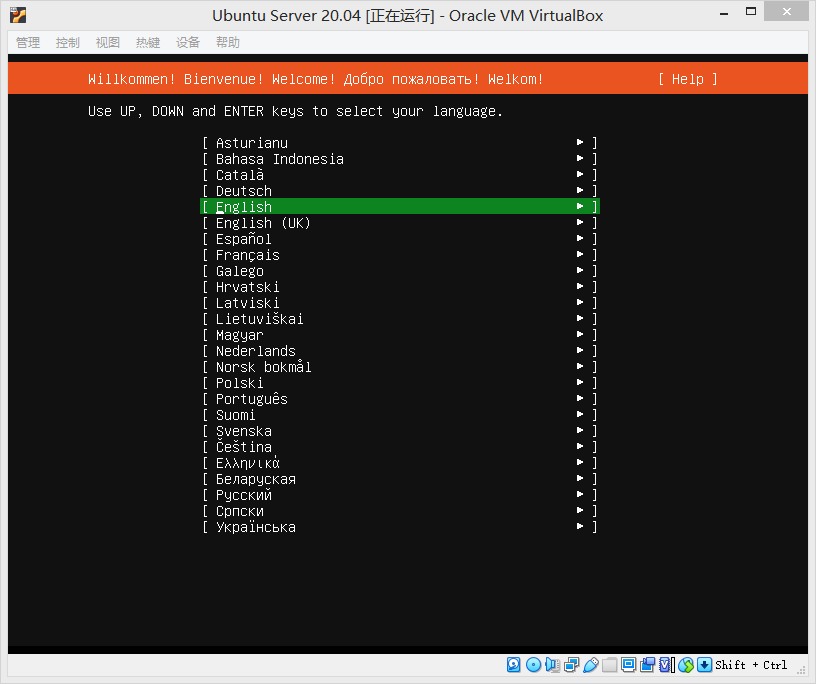 Ubuntu Server 20.04 [正在运行] - Oracle VM VirtualBox
管理 控制 视图 热键 设备 帮助
Willkommen! Bienvenue! Welcome! Добро пожаловать! Welkom! [ Help ]
Use UP, DOWN and ENTER keys to select your language.
[ Asturianu ► ]
[ Bahasa Indonesia ► ]
[ Català ► ]
[ Deutsch ► ]
[ English ► ]
[ English (UK) ► ]
[ Español ► ]
[ Français ► ]
[ Galego ► ]
[ Hrvatski ► ]
[ Latviski ► ]
[ Lietuviškai ► ]
[ Magyar ► ]
[ Nederlands ► ]
[ Norsk bokmål ► ]
[ Polski ► ]
[ Português ► ]
[ Suomi ► ]
[ Svenska ► ]
[ Čeština ► ]
[ Ελληνικά ► ]
[ Беларуская ► ]
[ Русский ► ]
[ Српски ► ]
[ Українська ► ]
Shift + Ctrl